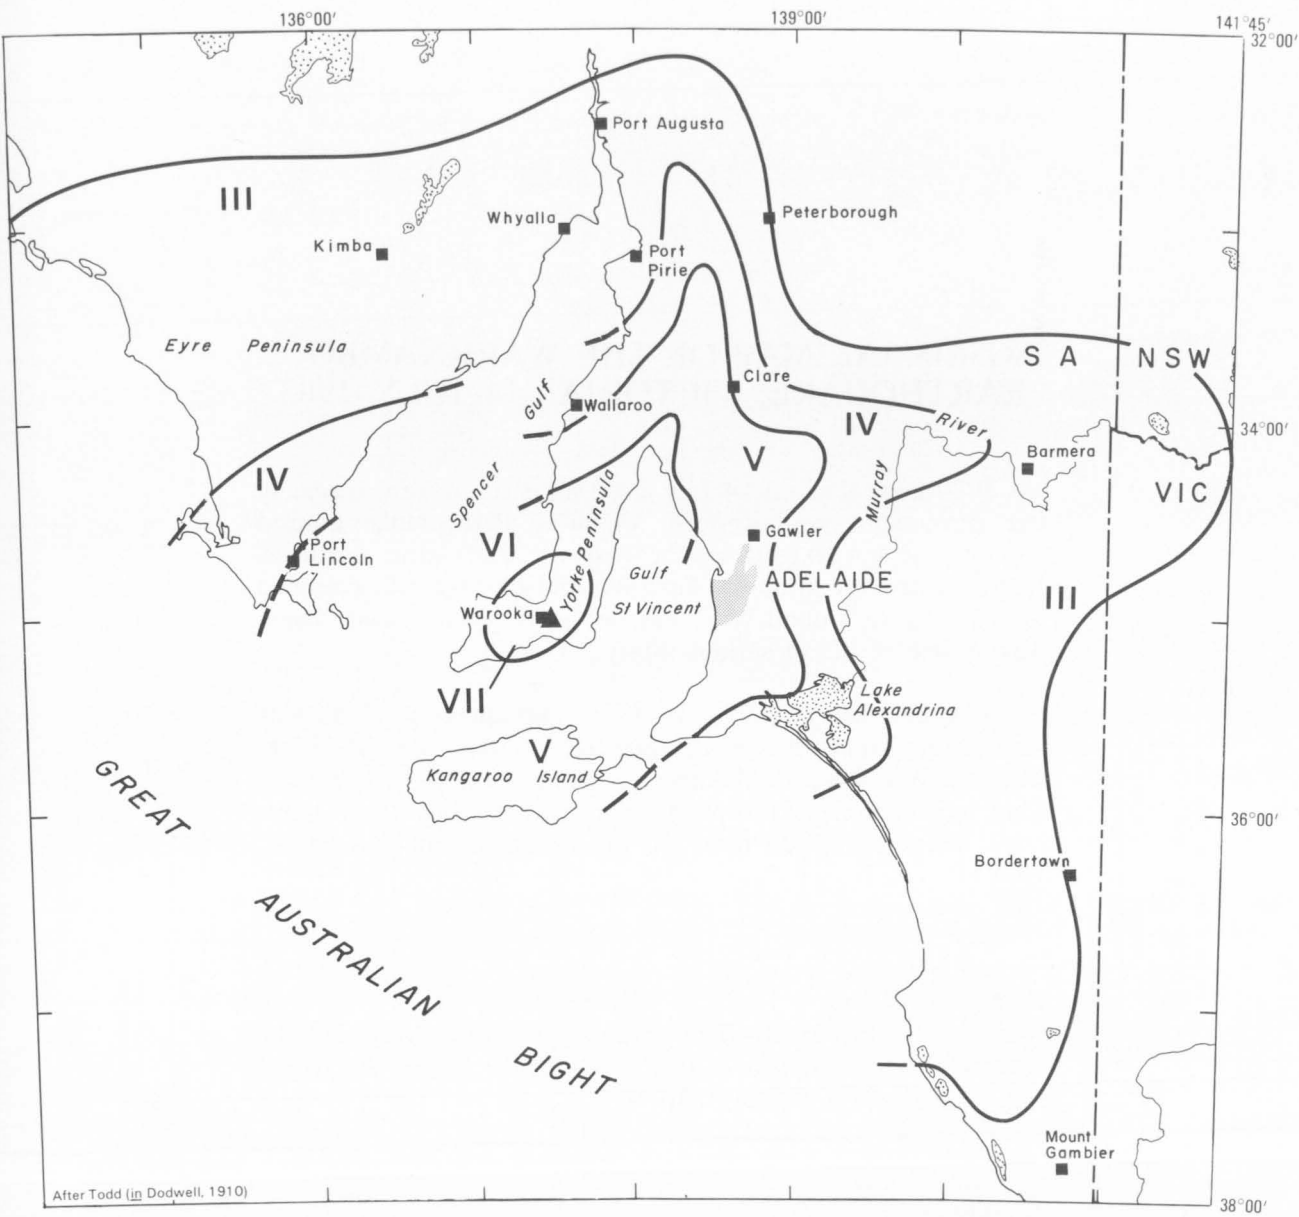 136°00′
139°00′
141°45′
32°00′
Port Augusta
III
Whyalla
Peterborough
Kimba
Port
Pirie
Eyre Peninsula
SA
NSW
Clare
Gulf
Wallaroo
IV
River
34°00′
Barmera
V
IV
Murray
VIC
Spencer
Yorke Peninsula
Gawler
VI
Port
Lincoln
Gulf
St Vincent
ADELAIDE
III
Warooka
VII
Lake
Alexandrina
V
Kangaroo Island
GREAT
36°00′
Bordertown
AUSTRALIAN
BIGHT
Mount
Gambier
After Todd (in Dodwell, 1910)
38°00′